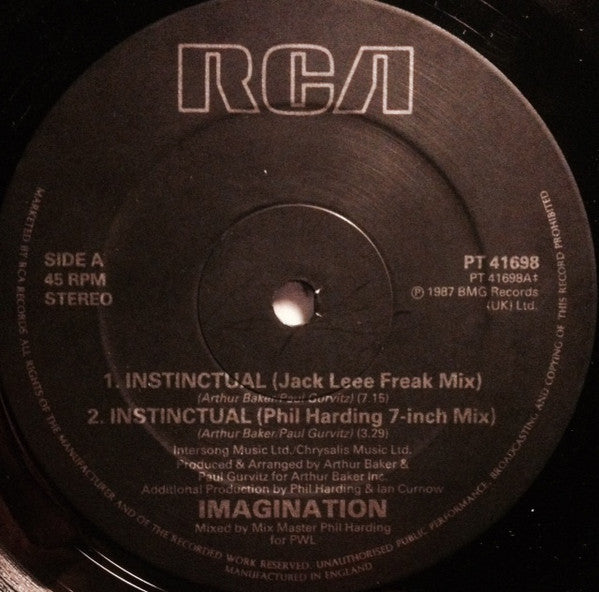 RCA
SIDE A
45 RPM
STEREO
PT 41698
PT 41698A‡
℗ 1987 BMG Records
(UK) Ltd.
1. INSTINCTUAL (Jack Leee Freak Mix)
(Arthur Baker/Paul Gurvitz) (7.15)
2. INSTINCTUAL (Phil Harding 7-inch Mix)
(Arthur Baker/Paul Gurvitz) (3.29)
Intersong Music Ltd./Chrysalis Music Ltd.
Produced & Arranged by Arthur Baker &
Paul Gurvitz for Arthur Baker Inc.
Additional Production by Phil Harding & Ian Curnow
IMAGINATION
Mixed by Mix Master Phil Harding
for PWL
MARKETED BY RCA RECORDS. ALL RIGHTS OF THE MANUFACTURER AND OF THE OWNER OF THE RECORDED WORK RESERVED. UNAUTHORISED PUBLIC PERFORMANCE, BROADCASTING AND COPYING OF THIS RECORD PROHIBITED
MANUFACTURED IN ENGLAND